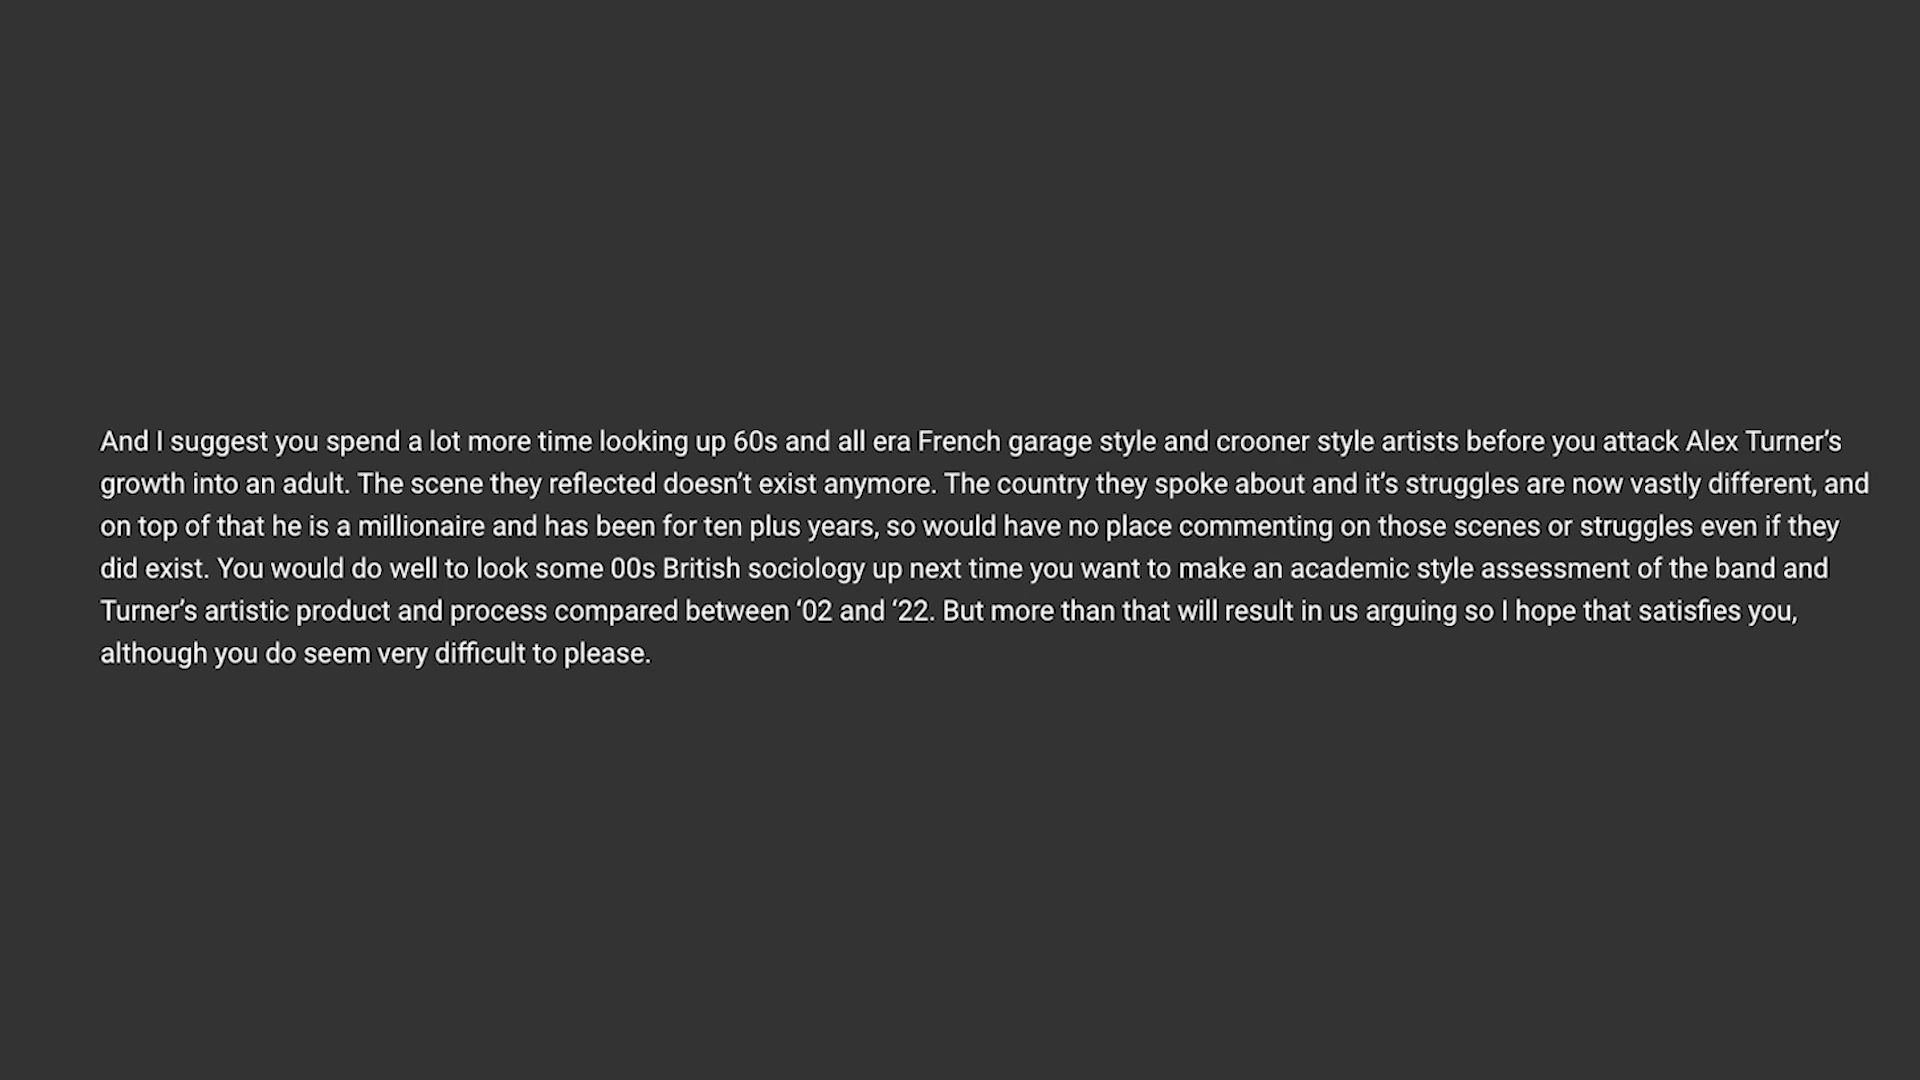 And I suggest you spend a lot more time looking up 60s and all era French garage style and crooner style artists before you attack Alex Turner’s
growth into an adult. The scene they reflected doesn’t exist anymore. The country they spoke about and it’s struggles are now vastly different, and
on top of that he is a millionaire and has been for ten plus years, so would have no place commenting on those scenes or struggles even if they
did exist. You would do well to look some 00s British sociology up next time you want to make an academic style assessment of the band and
Turner’s artistic product and process compared between ‘02 and ‘22. But more than that will result in us arguing so I hope that satisfies you,
although you do seem very difficult to please.